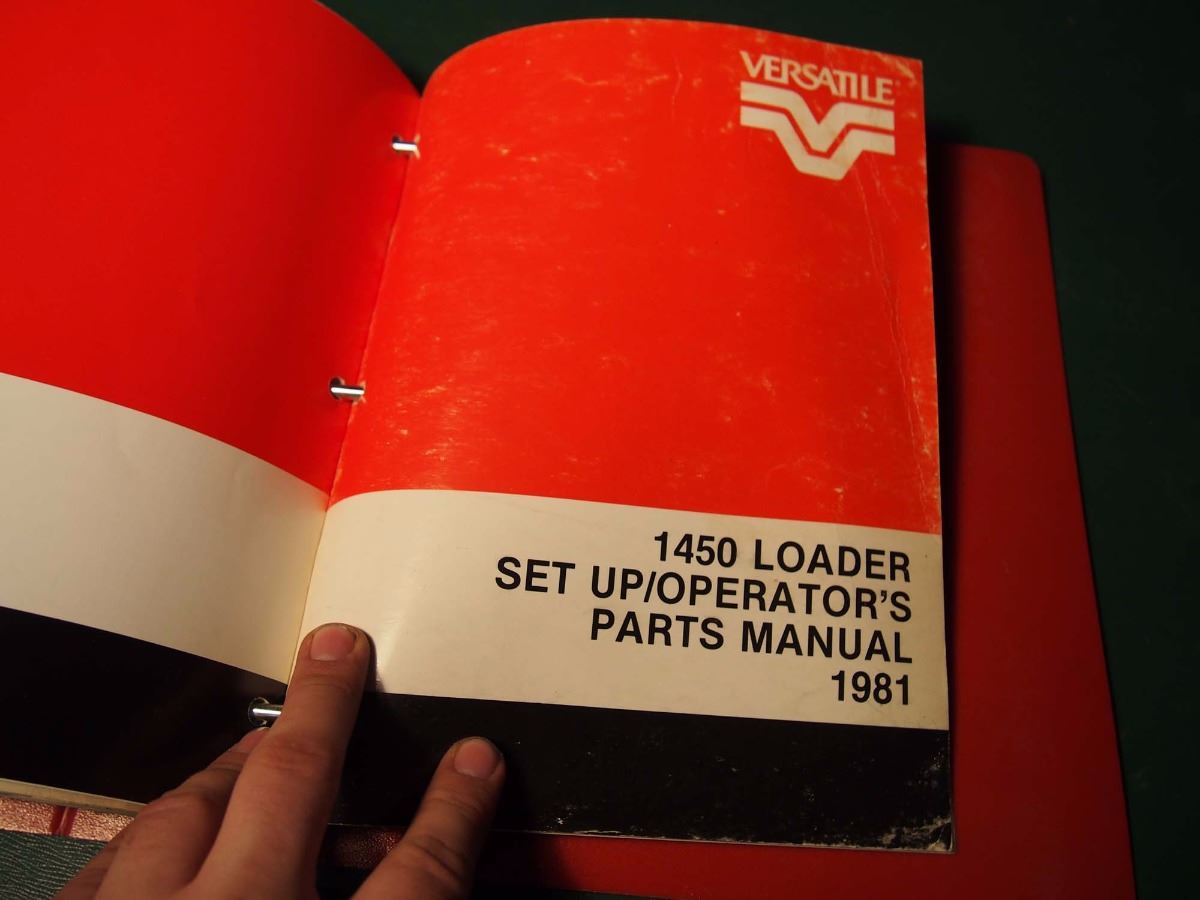 VERSATILE
1450 LOADER
SET UP/OPERATOR'S
PARTS MANUAL
1981